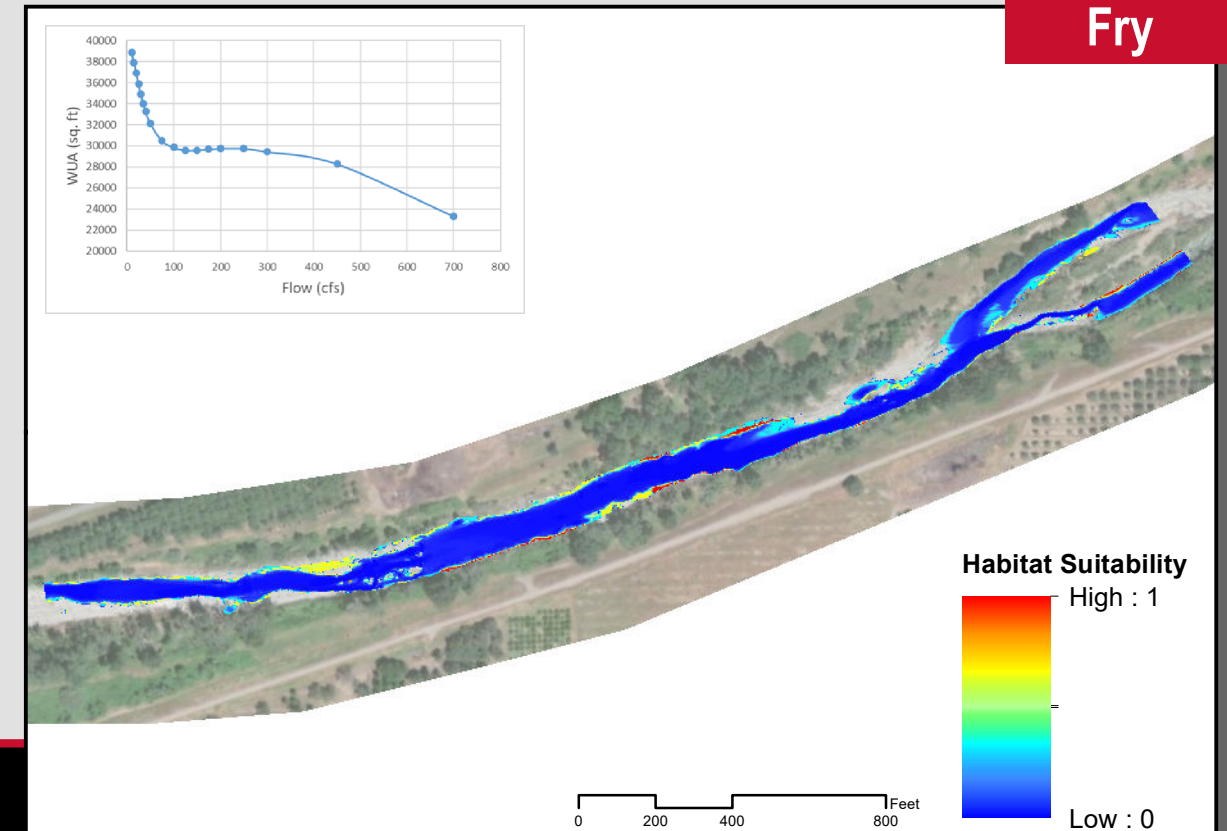 Fry
40000
38000
36000
34000
32000
30000
28000
26000
24000
22000
20000
WUA (sq. ft)
0 100 200 300 400 500 600 700 800
Flow (cfs)
Habitat Suitability
High : 1
Low : 0
Feet
0 200 400 800